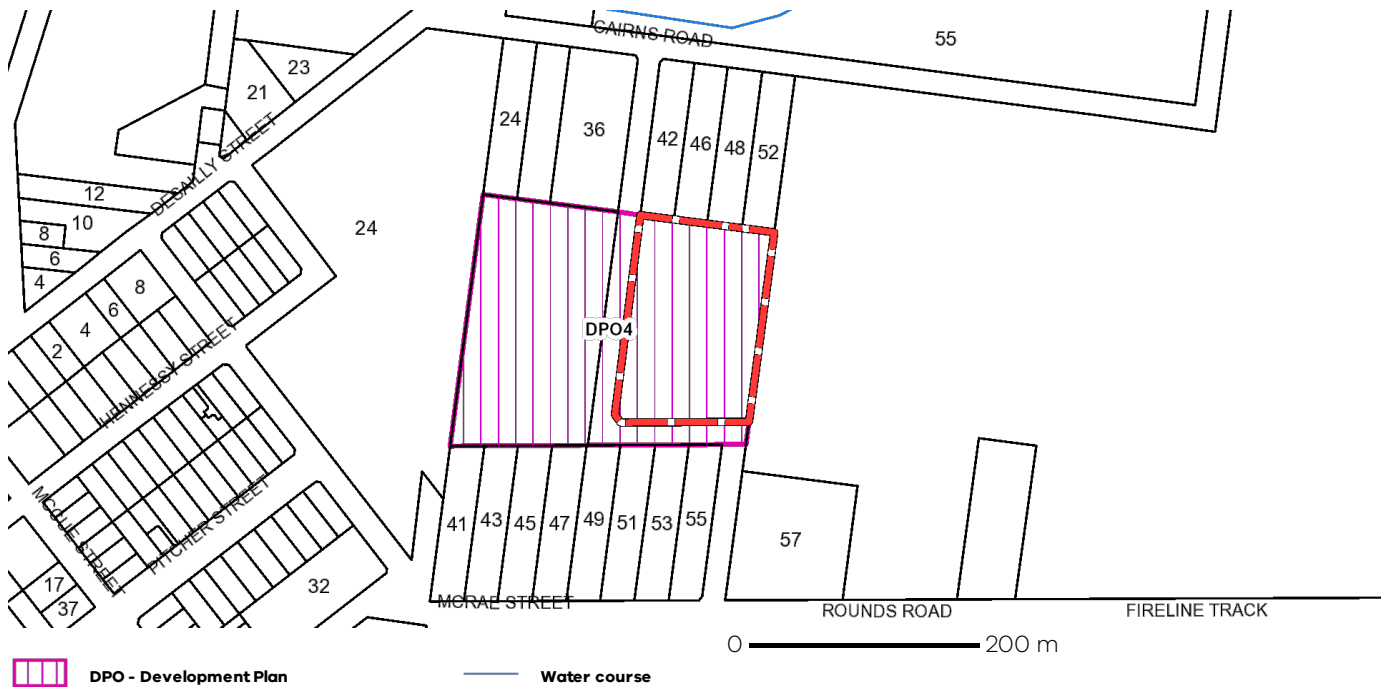 CAIRNS ROAD
55
23
21
24
36
42
46
48
52
DESAILLY STREET
12
10
8
6
4
24
8
6
4
2
HENNESSY STREET
DPO4
MCCUE STREET
PITCHER STREET
41
43
45
47
49
51
53
55
57
17
37
32
MCRAE STREET
ROUNDS ROAD
FIRELINE TRACK
0
200 m
DPO - Development Plan
Water course